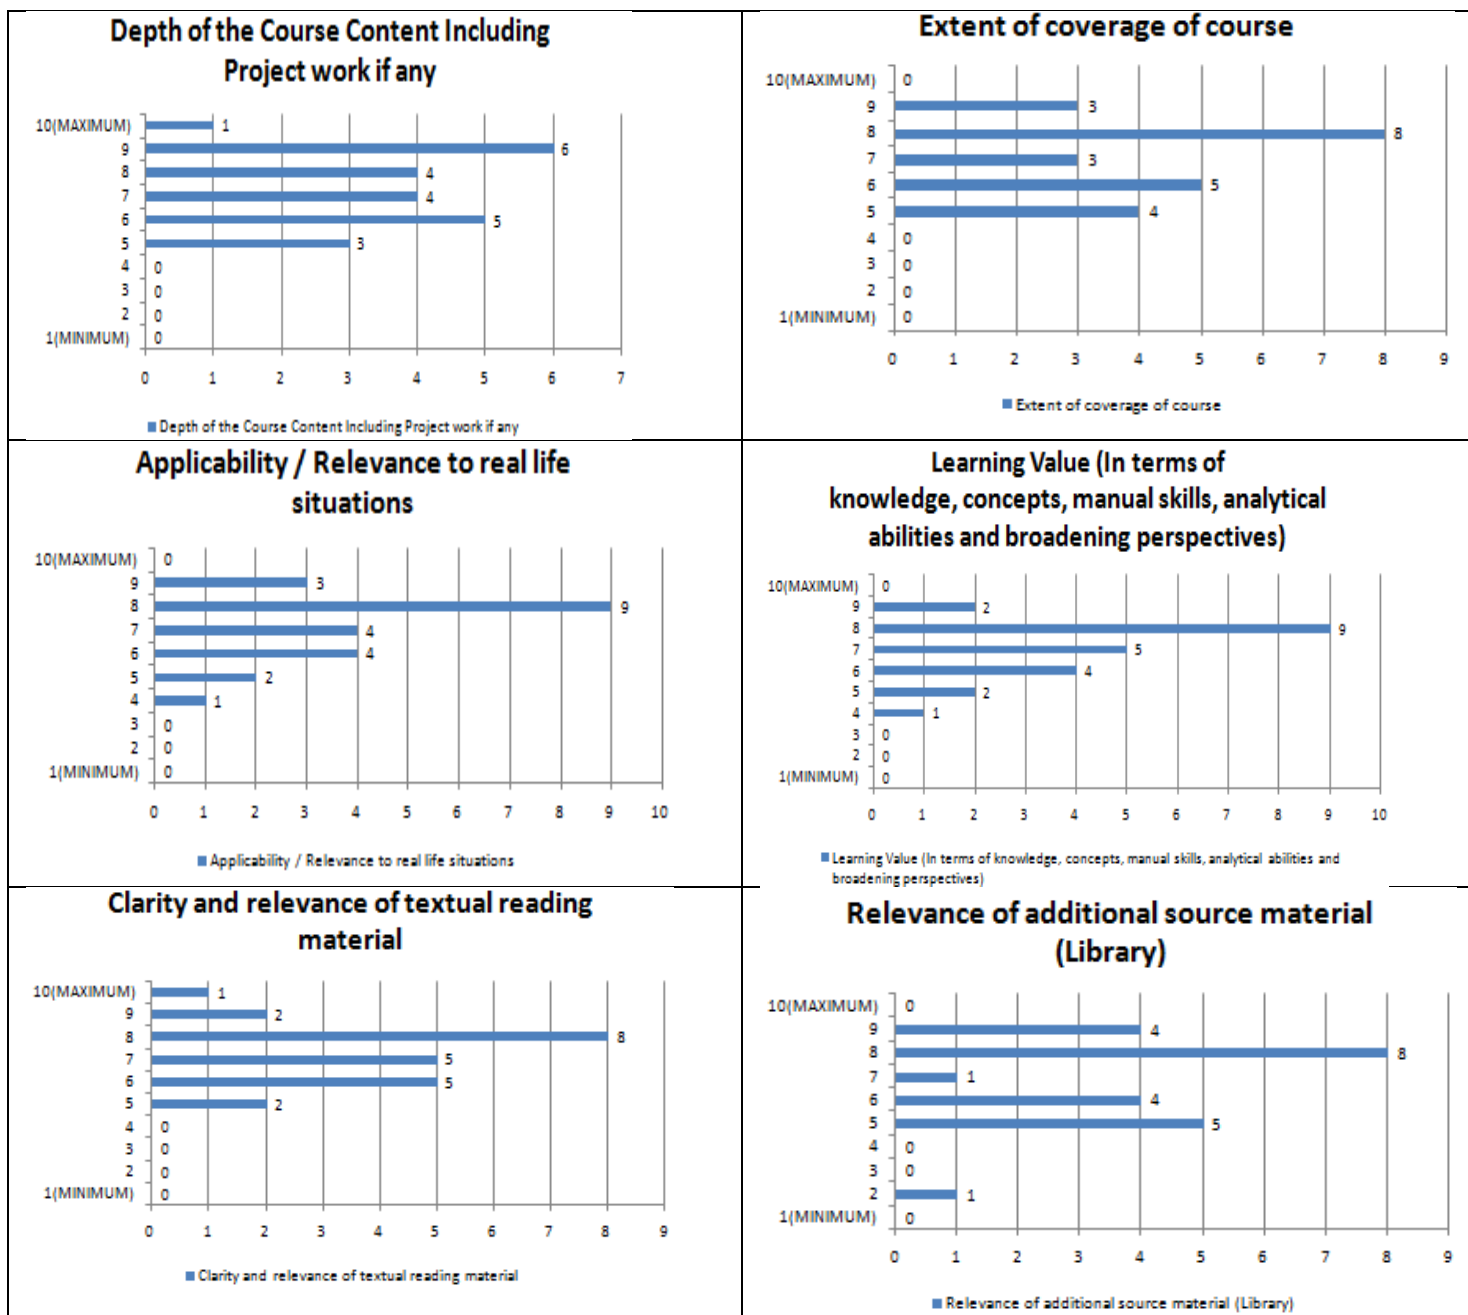 Depth of the Course Content Including
Project work if any
10(MAXIMUM) 1
9 6
8 4
7 4
6 5
5 3
4 0
3 0
2 0
1(MINIMUM) 0
0 1 2 3 4 5 6 7
Depth of the Course Content Including Project work if any
Extent of coverage of course
10(MAXIMUM) 0
9 3
8 8
7 3
6 5
5 4
4 0
3 0
2 0
1(MINIMUM) 0
0 1 2 3 4 5 6 7 8 9
Extent of coverage of course
Applicability / Relevance to real life
situations
10(MAXIMUM) 0
9 3
8 9
7 4
6 4
5 2
4 1
3 0
2 0
1(MINIMUM) 0
0 1 2 3 4 5 6 7 8 9 10
Applicability / Relevance to real life situations
Learning Value (In terms of
knowledge, concepts, manual skills, analytical
abilities and broadening perspectives)
10(MAXIMUM) 0
9 2
8 9
7 5
6 4
5 2
4 1
3 0
2 0
1(MINIMUM) 0
0 1 2 3 4 5 6 7 8 9 10
Learning Value (In terms of knowledge, concepts, manual skills, analytical abilities and
broadening perspectives)
Clarity and relevance of textual reading
material
10(MAXIMUM) 1
9 2
8 8
7 5
6 5
5 2
4 0
3 0
2 0
1(MINIMUM) 0
0 1 2 3 4 5 6 7 8 9
Clarity and relevance of textual reading material
Relevance of additional source material
(Library)
10(MAXIMUM) 0
9 4
8 8
7 1
6 4
5 5
4 0
3 0
2 1
1(MINIMUM) 0
0 1 2 3 4 5 6 7 8 9
Relevance of additional source material (Library)